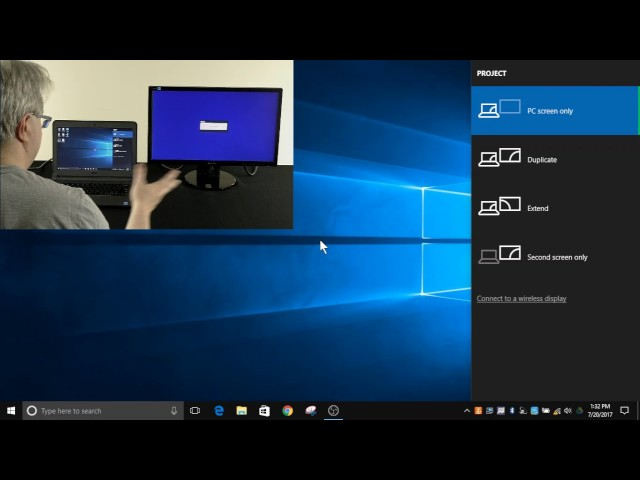 PROJECT
PC screen only
Duplicate
Extend
Second screen only
Connect to a wireless display
Type here to search
1:32 PM
7/20/2017